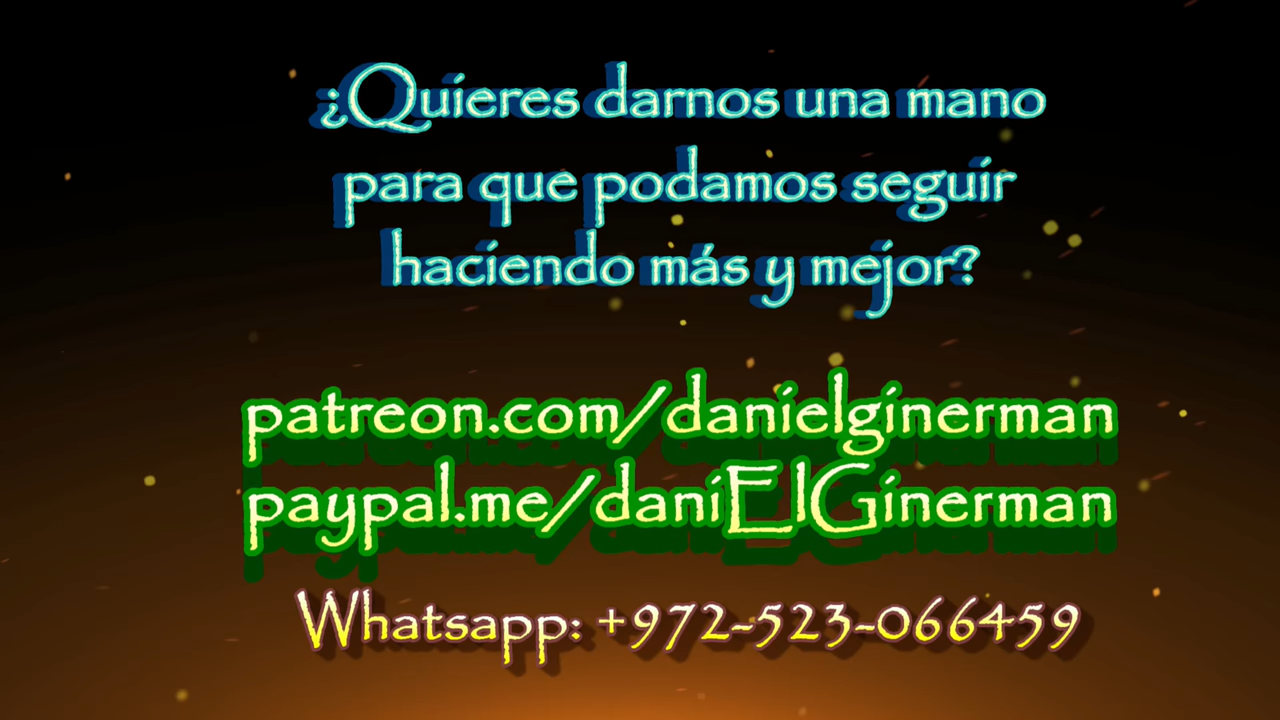 ¿Quieres darnos una mano
para que podamos seguir
haciendo más y mejor?
patreon.com/danielginerman
paypal.me/daniElGinerman
Whatsapp: +972-523-066459